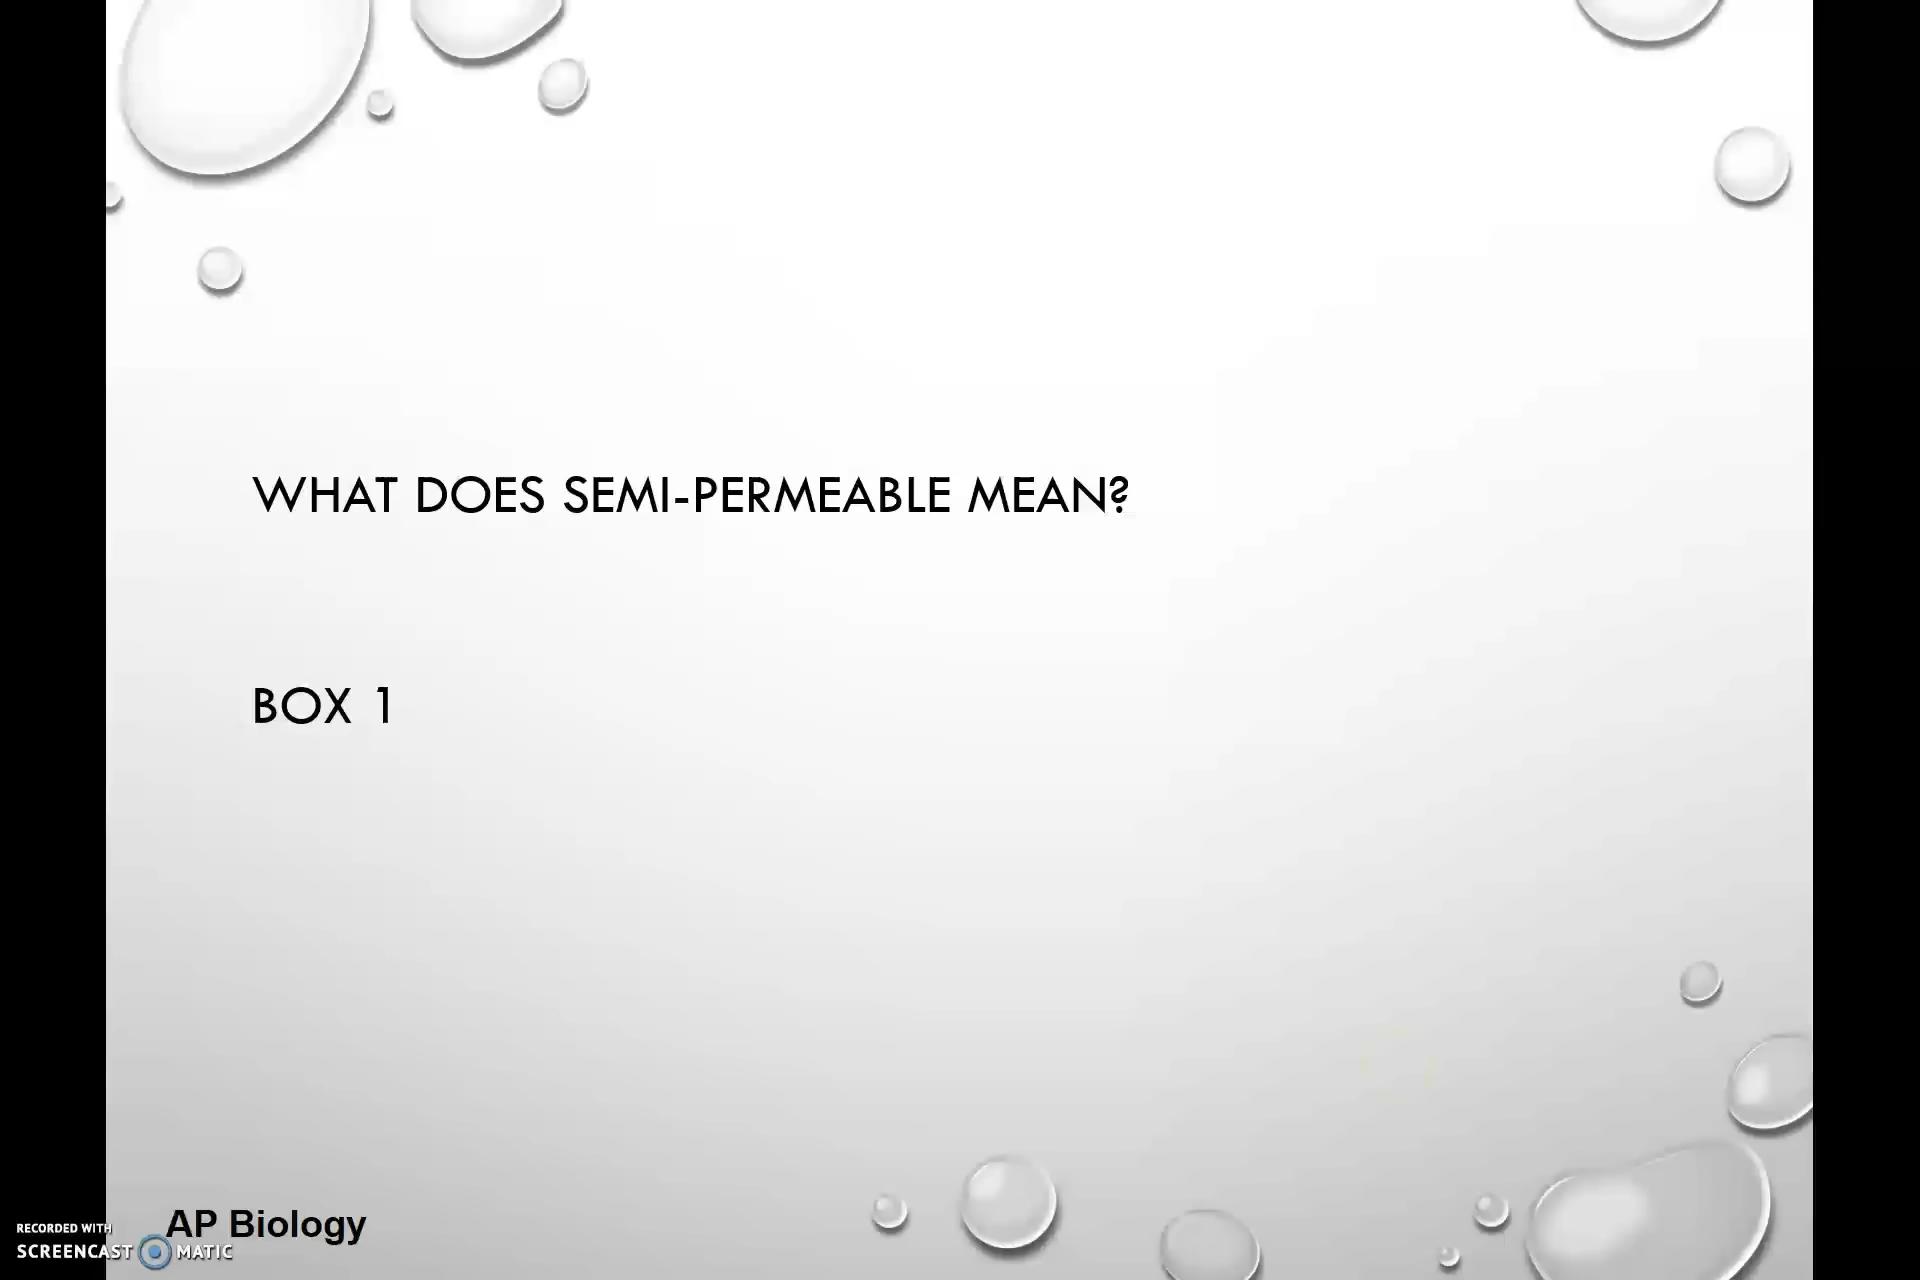 WHAT DOES SEMI-PERMEABLE MEAN?
BOX 1
AP Biology
RECORDED WITH
SCREENCAST MATIC